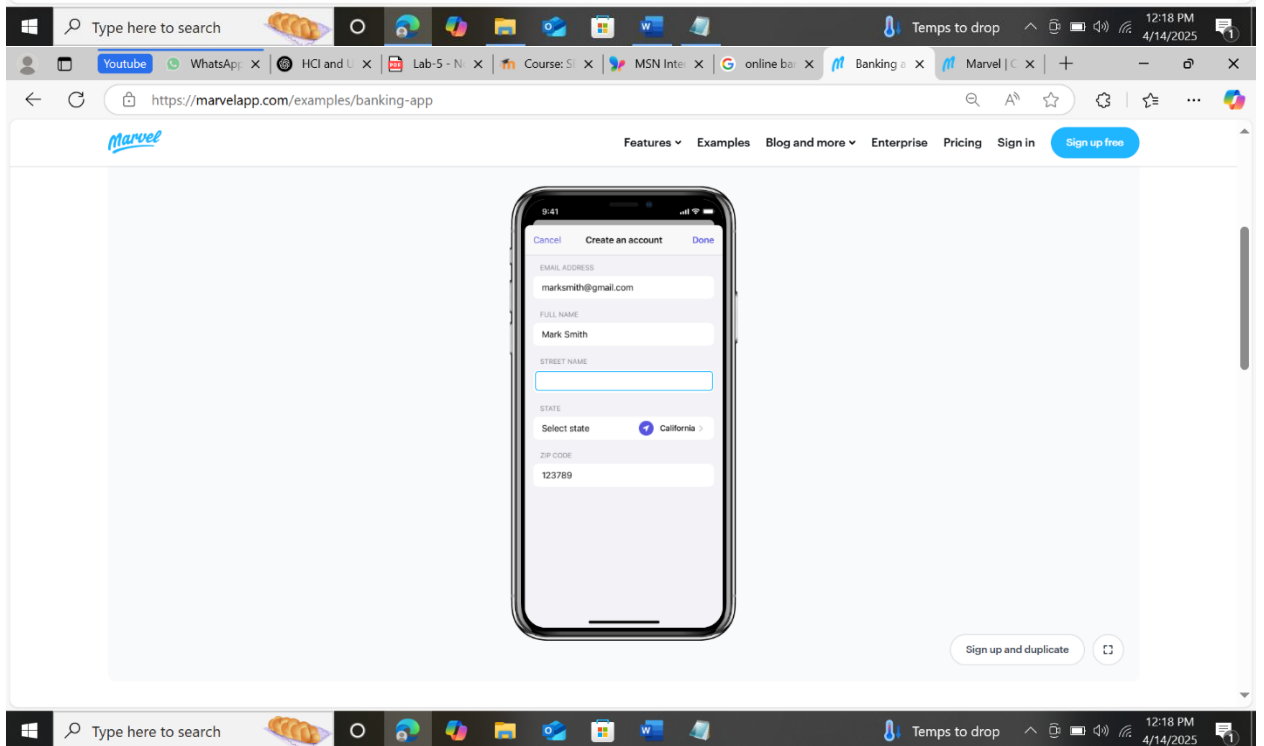 Type here to search
Temps to drop
12:18 PM
4/14/2025
1
Youtube
WhatsApp
HCI and U
Lab-5 - N
Course: S
MSN Inte
online ba
Banking a
Marvel | C
https://marvelapp.com/examples/banking-app
Marvel
Features Examples Blog and more Enterprise Pricing Sign in Sign up free
9:41
Cancel Create an account Done
EMAIL ADDRESS
marksmith@gmail.com
FULL NAME
Mark Smith
STREET NAME
STATE
Select state California
ZIP CODE
123789
Sign up and duplicate
Type here to search
Temps to drop
12:18 PM
4/14/2025
1